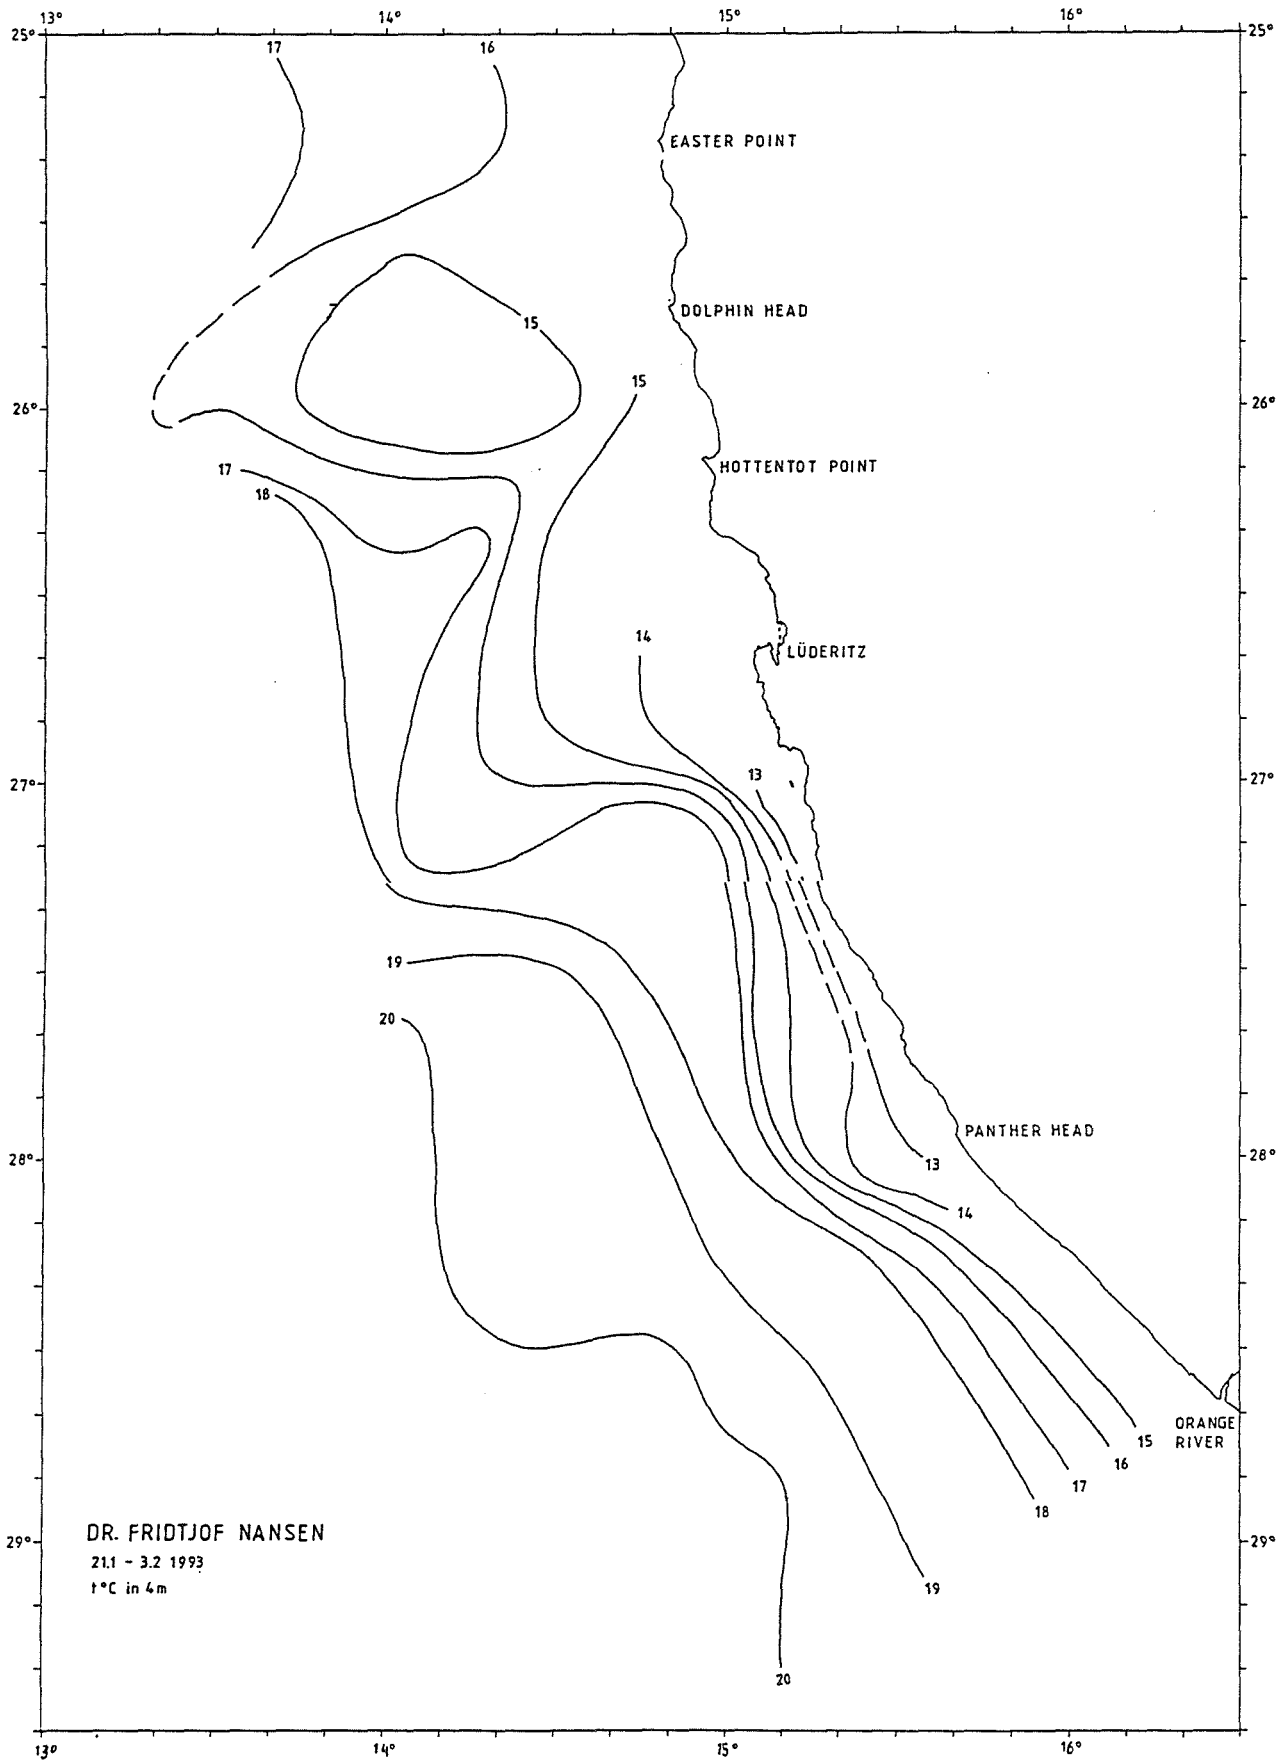 13° 14° 15° 16°
25° 25°
17 16
EASTER POINT
15
DOLPHIN HEAD
15
26° 26°
17
HOTTENTOT POINT
18
14
LÜDERITZ
27° 13 27°
19
20
PANTHER HEAD
28° 13 28°
14
ORANGE
RIVER
15
16
17
18
DR. FRIDTJOF NANSEN
29° 29°
21.1 - 3.2 1993
t°C in 4m
19
20
13° 14° 15° 16°